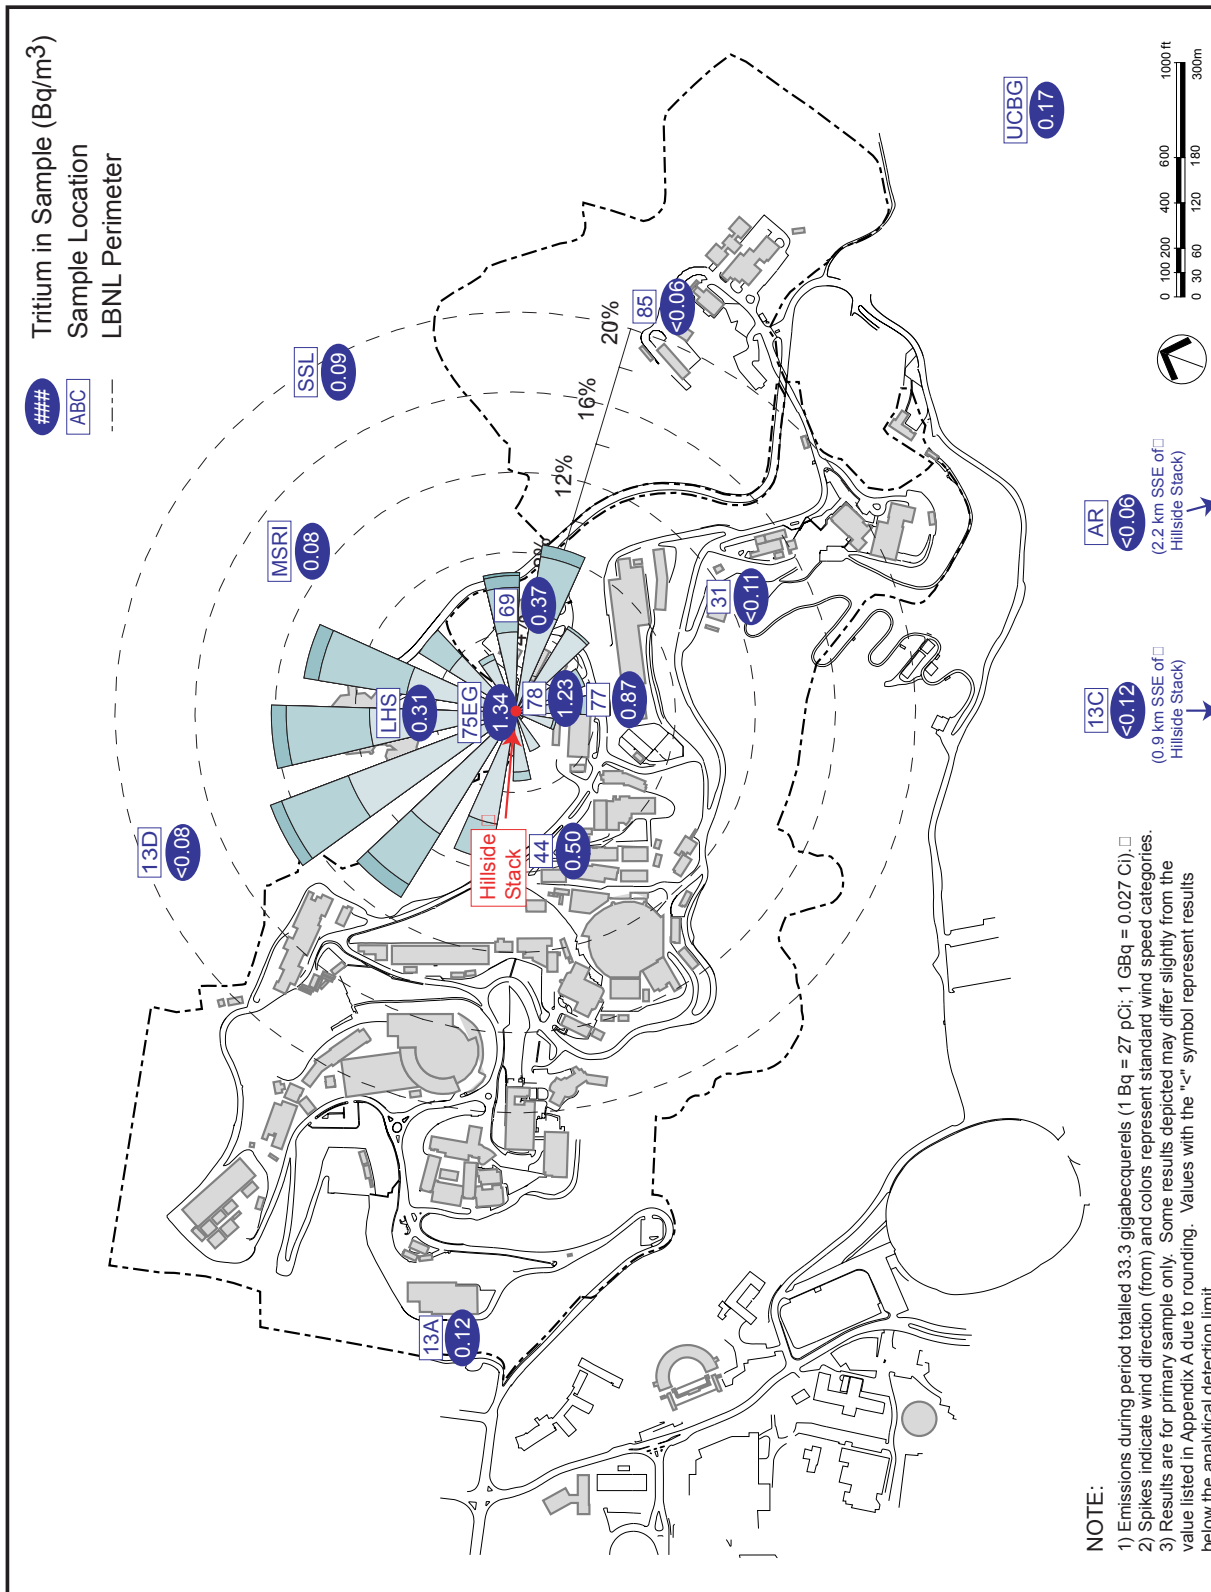 ### Tritium in Sample (Bq/m3)
ABC Sample Location
LBNL Perimeter
13D
<0.08
MSRI
0.08
SSL
0.09
LHS
0.31
75EG
1.34
69
0.37
78
1.23
77
0.87
44
0.50
Hillside
Stack
13A
0.12
12%
16%
20%
85
<0.06
31
<0.11
UCBG
0.17
13C
<0.12
(0.9 km SSE of
Hillside Stack)
AR
<0.06
(2.2 km SSE of
Hillside Stack)
0 100 200 400 600 1000 ft
0 30 60 120 180 300m
NOTE:
1) Emissions during period totalled 33.3 gigabecquerels (1 Bq = 27 pCi; 1 GBq = 0.027 Ci).
2) Spikes indicate wind direction (from) and colors represent standard wind speed categories.
3) Results are for primary sample only. Some results depicted may differ slightly from the
value listed in Appendix A due to rounding. Values with the "<" symbol represent results
below the analytical detection limit